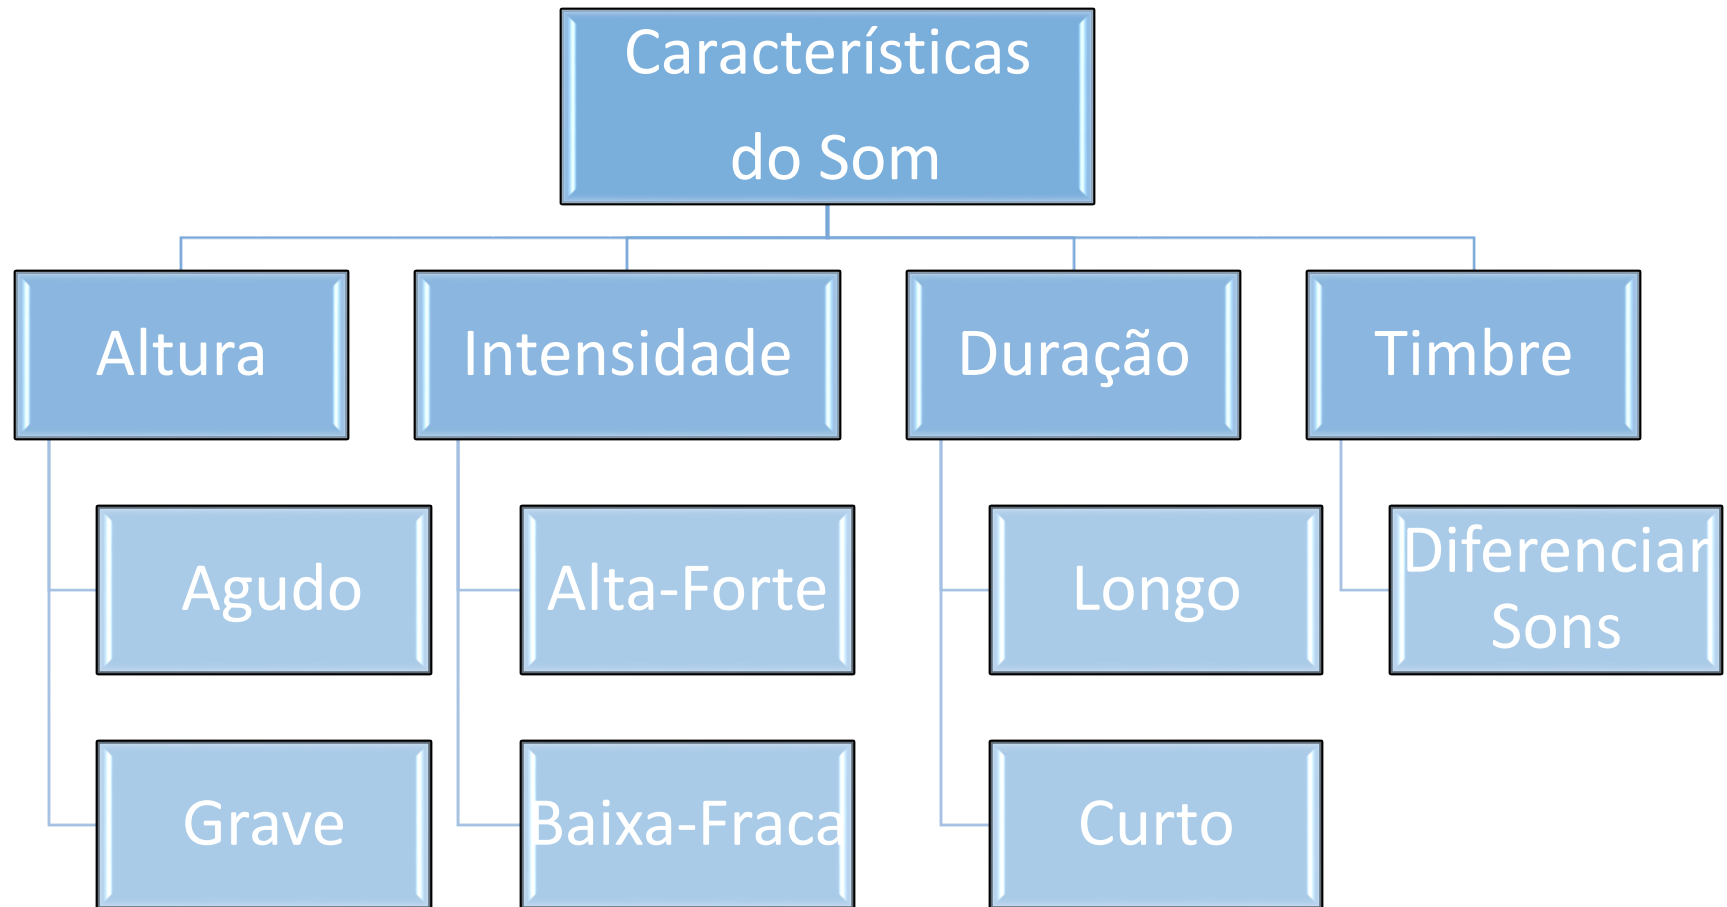 Características
do Som
Altura
Intensidade
Duração
Timbre
Agudo
Alta-Forte
Longo
Diferenciar
Sons
Grave
Baixa-Fraca
Curto